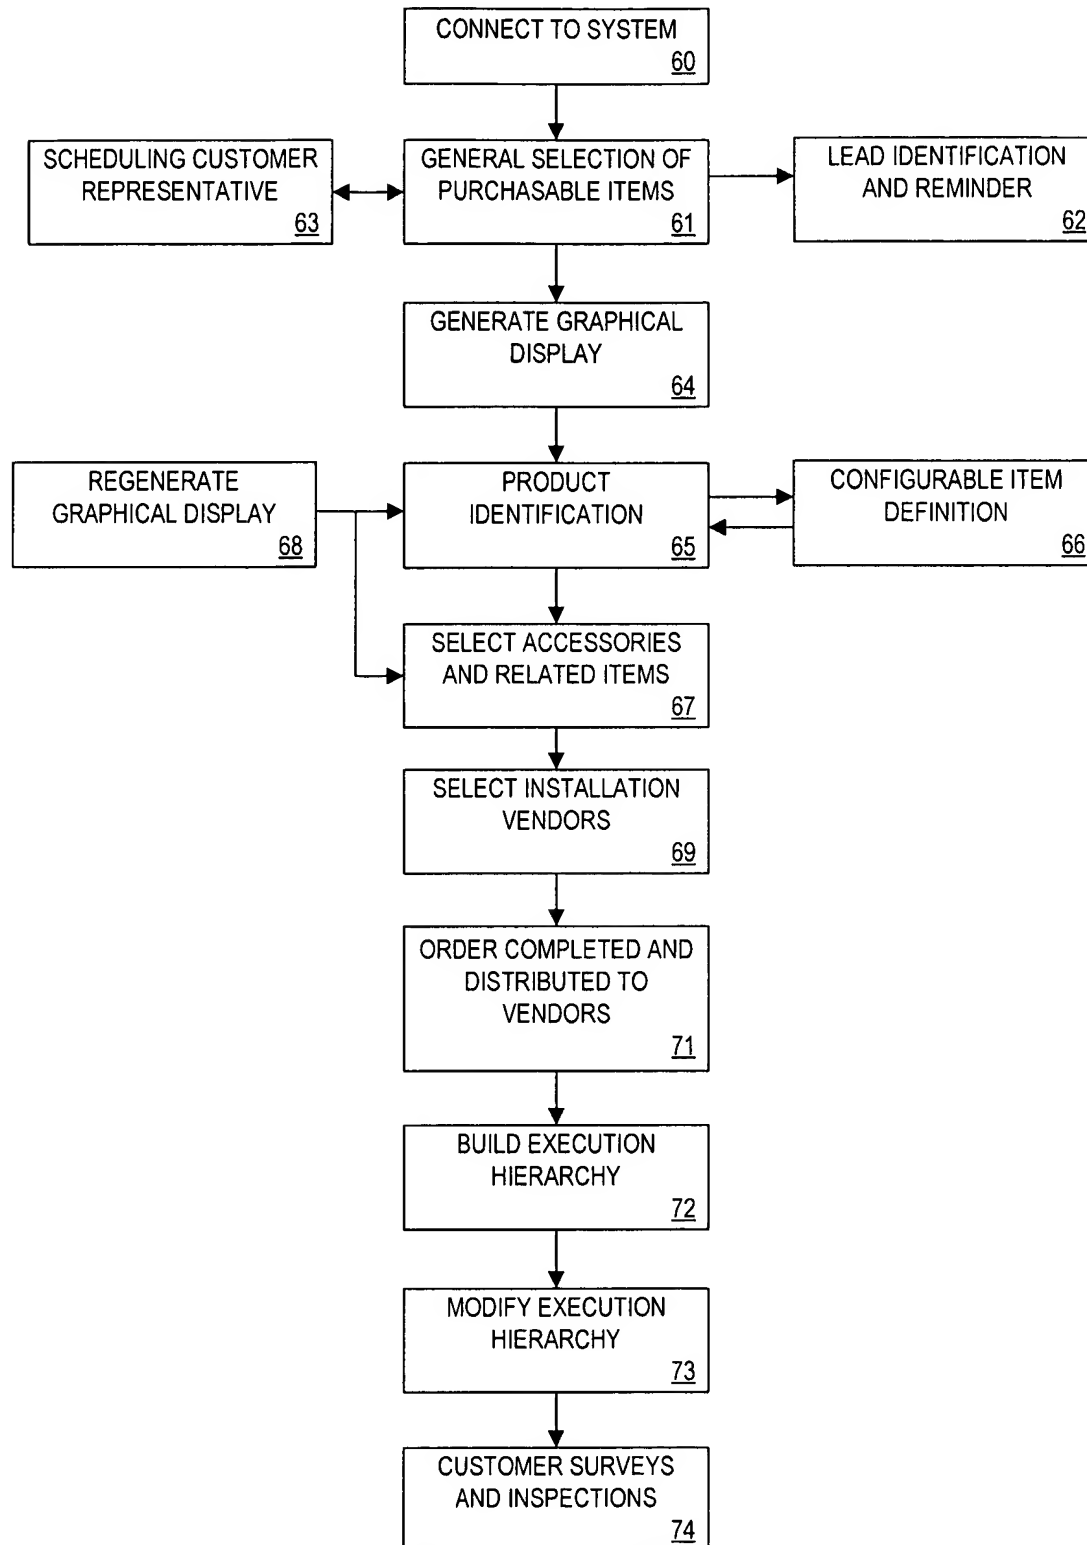 CONNECT TO SYSTEM
60
SCHEDULING CUSTOMER
REPRESENTATIVE
63
GENERAL SELECTION OF
PURCHASABLE ITEMS
61
LEAD IDENTIFICATION
AND REMINDER
62
GENERATE GRAPHICAL
DISPLAY
64
REGENERATE
GRAPHICAL DISPLAY
68
PRODUCT
IDENTIFICATION
65
CONFIGURABLE ITEM
DEFINITION
66
SELECT ACCESSORIES
AND RELATED ITEMS
67
SELECT INSTALLATION
VENDORS
69
ORDER COMPLETED AND
DISTRIBUTED TO
VENDORS
71
BUILD EXECUTION
HIERARCHY
72
MODIFY EXECUTION
HIERARCHY
73
CUSTOMER SURVEYS
AND INSPECTIONS
74